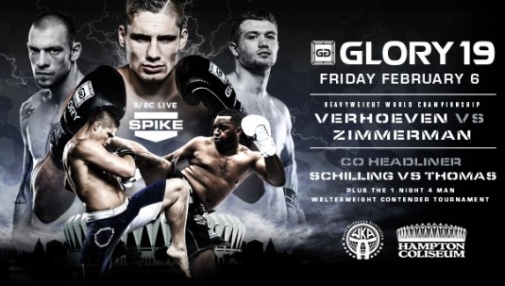 GLORY 19
FRIDAY FEBRUARY 6
HEAVYWEIGHT WORLD CHAMPIONSHIP
VERHOEVEN VS
ZIMMERMAN
CO HEADLINER
SCHILLING VS THOMAS
PLUS THE 1 NIGHT 4 MAN
WELTERWEIGHT CONTENDER TOURNAMENT
9/8C LIVE
SPIKE
HAMPTON
COLISEUM